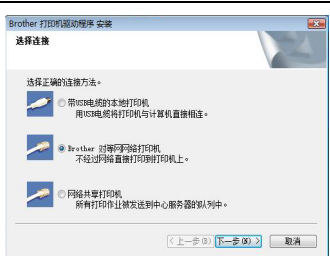 Brother 打印机驱动程序 安装
选择连接
选择正确的连接方法。
带USB电缆的本地打印机
用USB电缆将打印机与计算机直接相连。
Brother 对等网网络打印机
不经过网络直接打印到打印机上。
网络共享打印机
所有打印作业被发送到中心服务器的队列中。
< 上一步(B) 下一步(N) > 取消